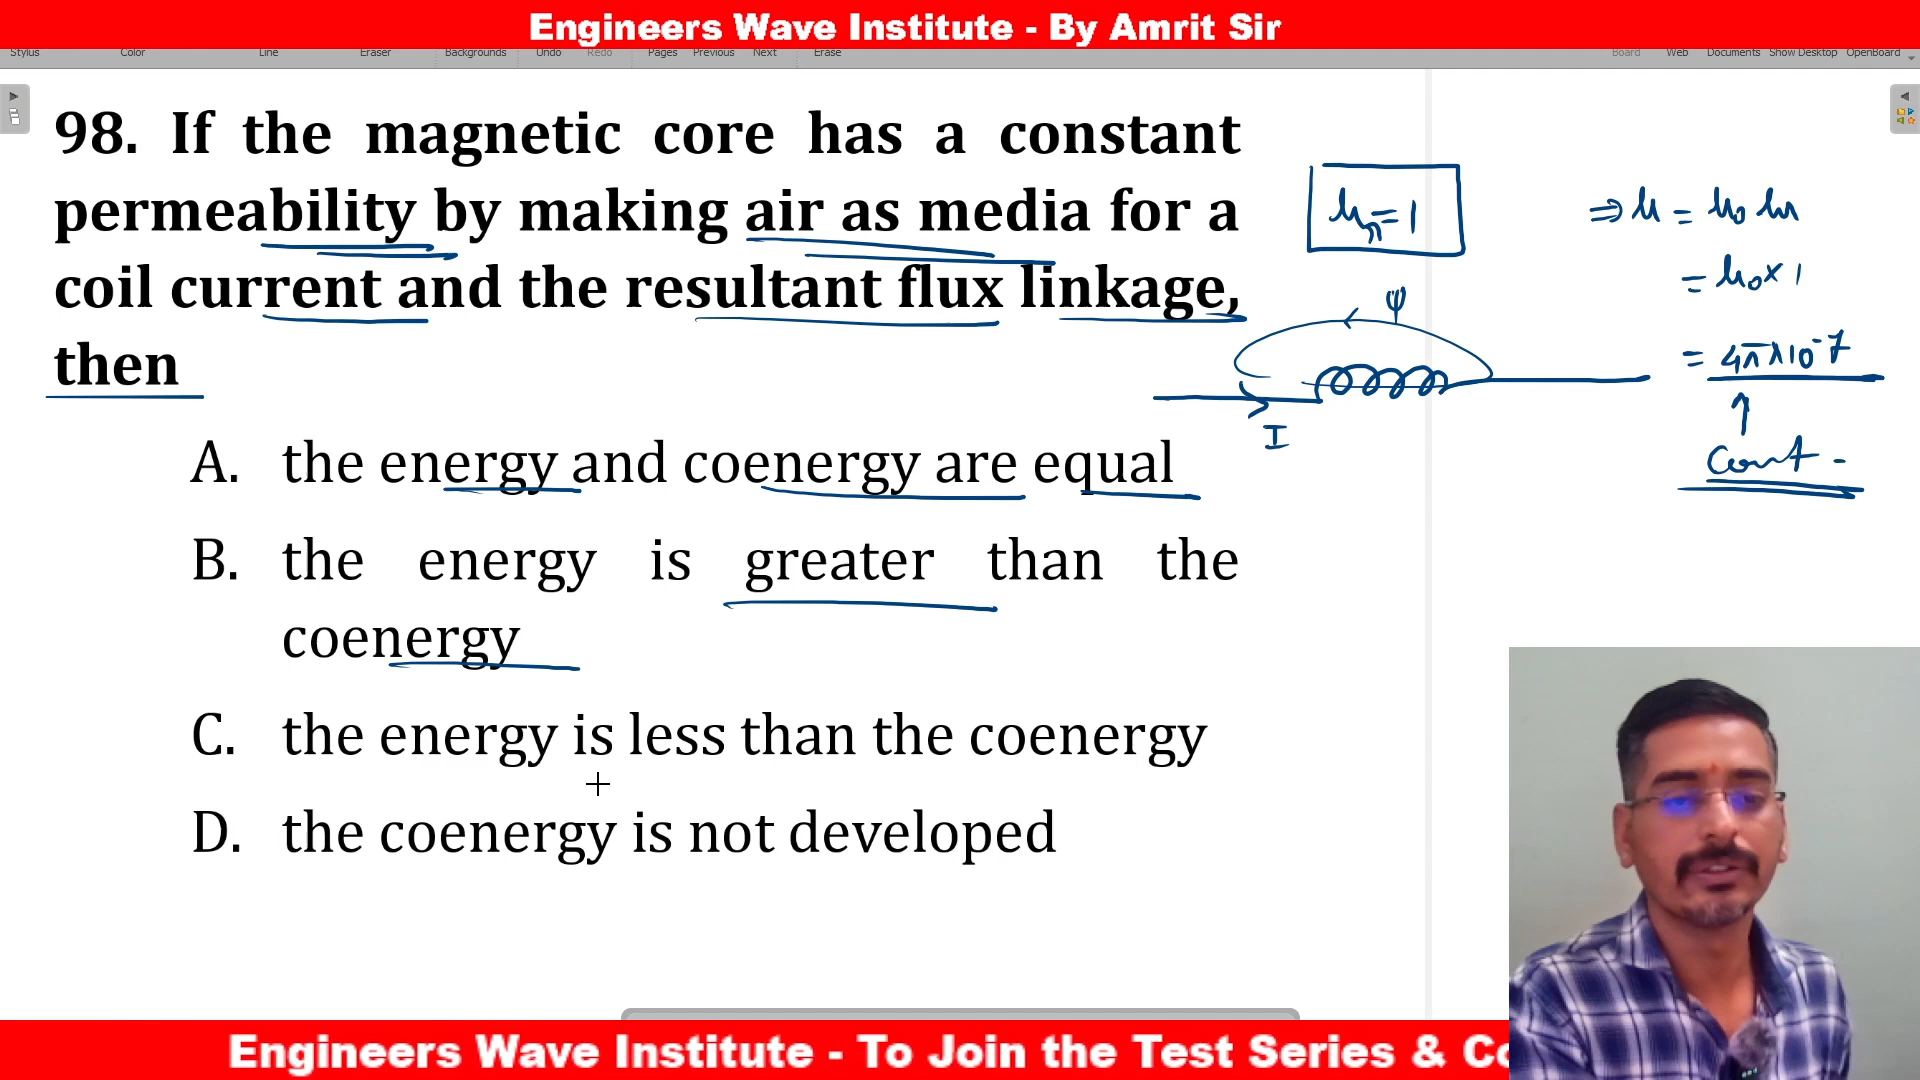 Engineers Wave Institute - By Amrit Sir
Stylus Color Line Eraser Backgrounds Undo Redo Pages Previous Next Erase Board Web Documents Show Desktop OpenBoard
98. If the magnetic core has a constant
permeability by making air as media for a
coil current and the resultant flux linkage,
then
A. the energy and coenergy are equal
B. the energy is greater than the
coenergy
C. the energy is less than the coenergy
D. the coenergy is not developed
μr=1
⇒ μ = μ₀ μr
= μ₀ × 1
= 4π×10⁻⁷
ψ
I
Engineers Wave Institute - To Join the Test Series & Co